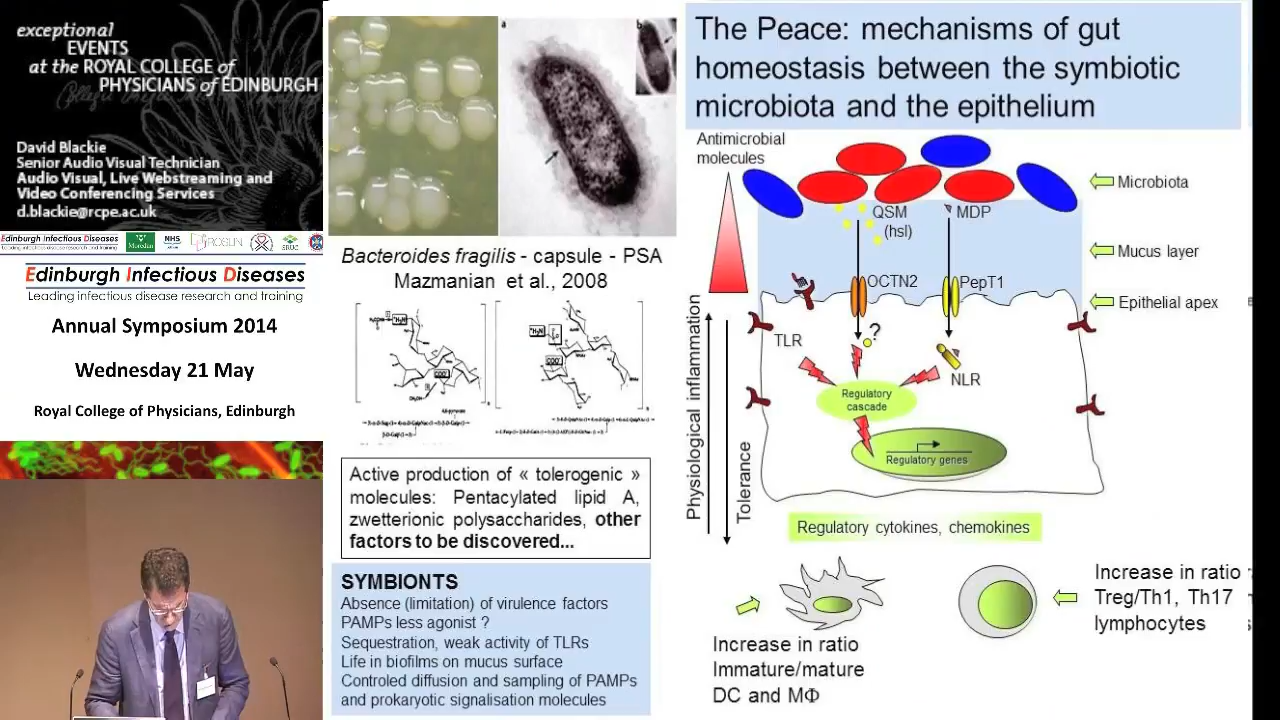 exceptional
EVENTS
at the ROYAL COLLEGE of
PHYSICIANS of EDINBURGH
David Blackie
Senior Audio Visual Technician
Audio Visual, Live Webstreaming and
Video Conferencing Services
d.blackie@rcpe.ac.uk
Edinburgh Infectious Diseases
Moredun
NHS
ROSLIN
SRUC
Edinburgh Infectious Diseases
Leading infectious disease research and training
Annual Symposium 2014
Wednesday 21 May
Royal College of Physicians, Edinburgh
a
b
Bacteroides fragilis - capsule - PSA
Mazmanian et al., 2008
Active production of « tolerogenic »
molecules: Pentacylated lipid A,
zwetterionic polysaccharides, other
factors to be discovered...
SYMBIONTS
Absence (limitation) of virulence factors
PAMPs less agonist ?
Sequestration, weak activity of TLRs
Life in biofilms on mucus surface
Controled diffusion and sampling of PAMPs
and prokaryotic signalisation molecules
The Peace: mechanisms of gut
homeostasis between the symbiotic
microbiota and the epithelium
Antimicrobial
molecules
Microbiota
QSM
(hsl)
MDP
Mucus layer
OCTN2
PepT1
Epithelial apex
TLR
?
NLR
Regulatory
cascade
Regulatory genes
Physiological inflammation
Tolerance
Regulatory cytokines, chemokines
Increase in ratio
Immature/mature
DC and MΦ
Increase in ratio
Treg/Th1, Th17
lymphocytes